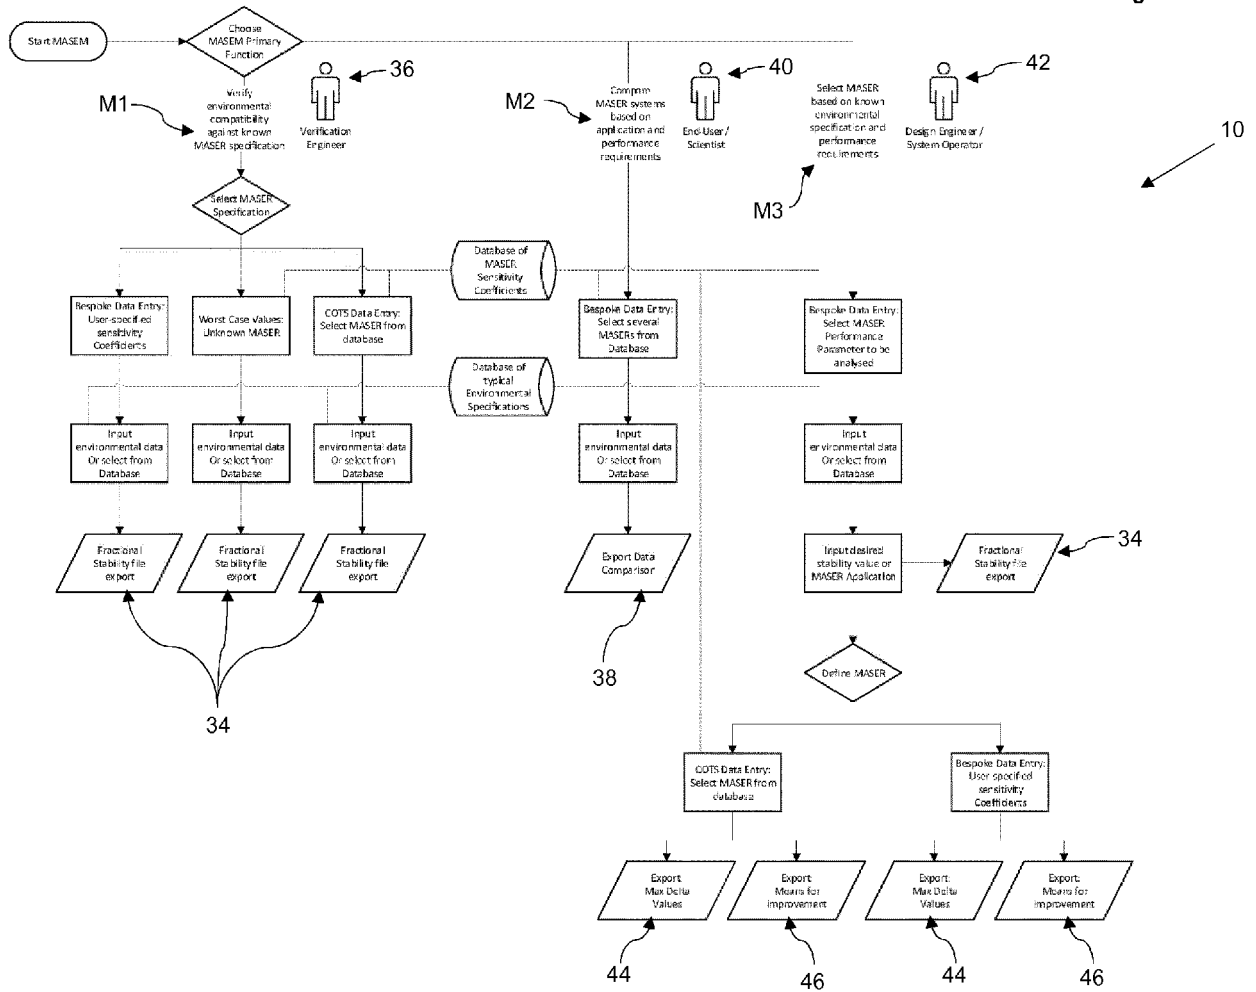 g
Start MASEM
Choose
MASEM Primary
Function
M1
Verify
environmental
compatibility
against known
MASER specification
36
Verification
Engineer
M2
Compare
MASER systems
based on
application and
performance
requirements
40
End-User /
Scientist
Select MASER
based on known
environmental
specification and
performance
requirements
42
Design Engineer /
System Operator
M3
10
Select MASER
Specification
Database of
MASER
Sensitivity
Coefficients
Bespoke Data Entry:
User-specified
sensitivity
Coefficients
Worst Case Values:
Unknown MASER
COTS Data Entry:
Select MASER from
database
Bespoke Data Entry:
Select several
MASERs from
Database
Bespoke Data Entry:
Select MASER
Performance
Parameter to be
analysed
Database of
typical
Environmental
Specifications
Input
environmental data
Or select from
Database
Input
environmental data
Or select from
Database
Input
environmental data
Or select from
Database
Input
environmental data
Or select from
Database
Input
environmental data
Or select from
Database
Fractional
Stability file
export
Fractional
Stability file
export
Fractional
Stability file
export
Export Data
Comparison
Input desired
stability value or
MASER Application
Fractional
Stability file
export
34
34
38
Define MASER
COTS Data Entry:
Select MASER from
database
Bespoke Data Entry:
User-specified
sensitivity
Coefficients
Export:
Max Delta
Values
Export:
Means for
improvement
Export:
Max Delta
Values
Export:
Means for
improvement
44
46
44
46